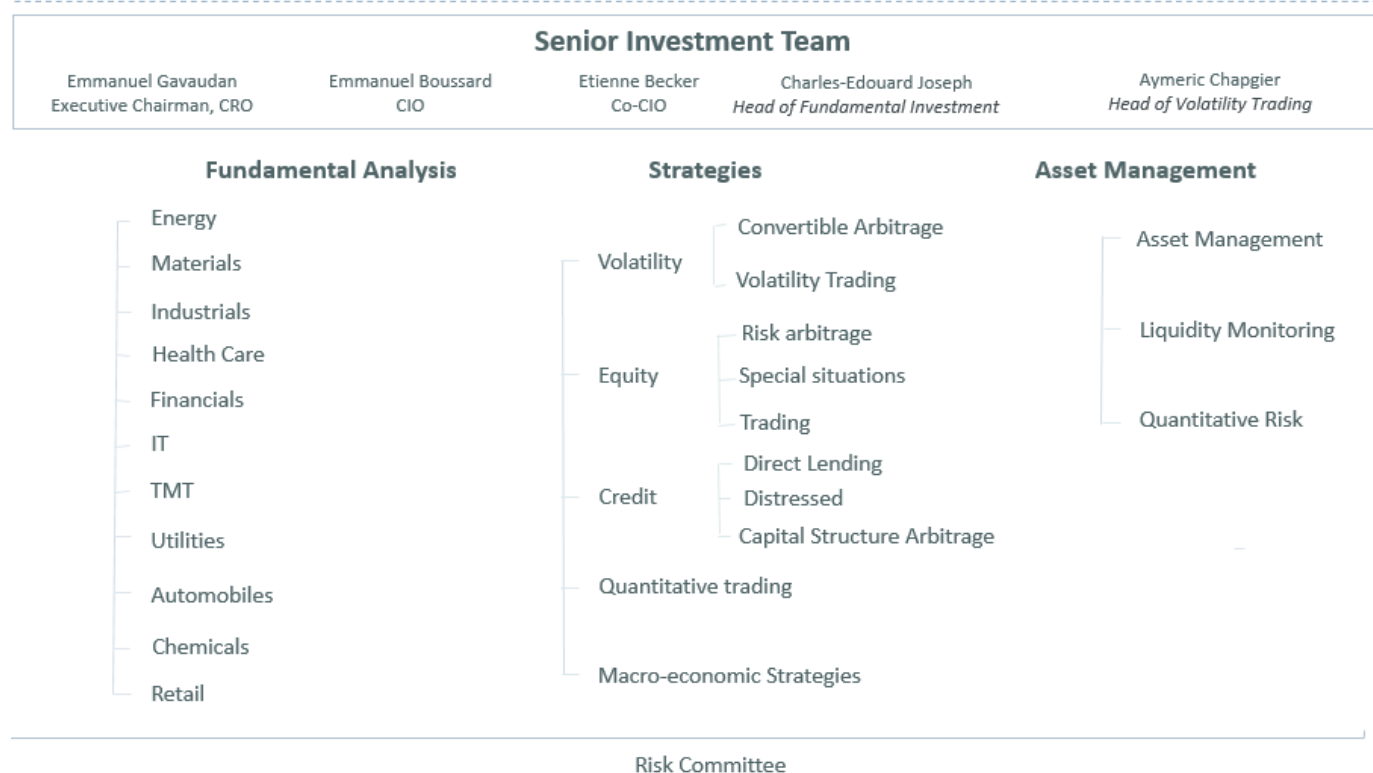 Senior Investment Team
Emmanuel Gavaudan
Executive Chairman, CRO
Emmanuel Boussard
CIO
Etienne Becker
Co-CIO
Charles-Edouard Joseph
Head of Fundamental Investment
Aymeric Chapgier
Head of Volatility Trading
Fundamental Analysis
Energy
Materials
Industrials
Health Care
Financials
IT
TMT
Utilities
Automobiles
Chemicals
Retail
Strategies
Volatility
Convertible Arbitrage
Volatility Trading
Equity
Risk arbitrage
Special situations
Trading
Credit
Direct Lending
Distressed
Capital Structure Arbitrage
Quantitative trading
Macro-economic Strategies
Asset Management
Asset Management
Liquidity Monitoring
Quantitative Risk
Risk Committee